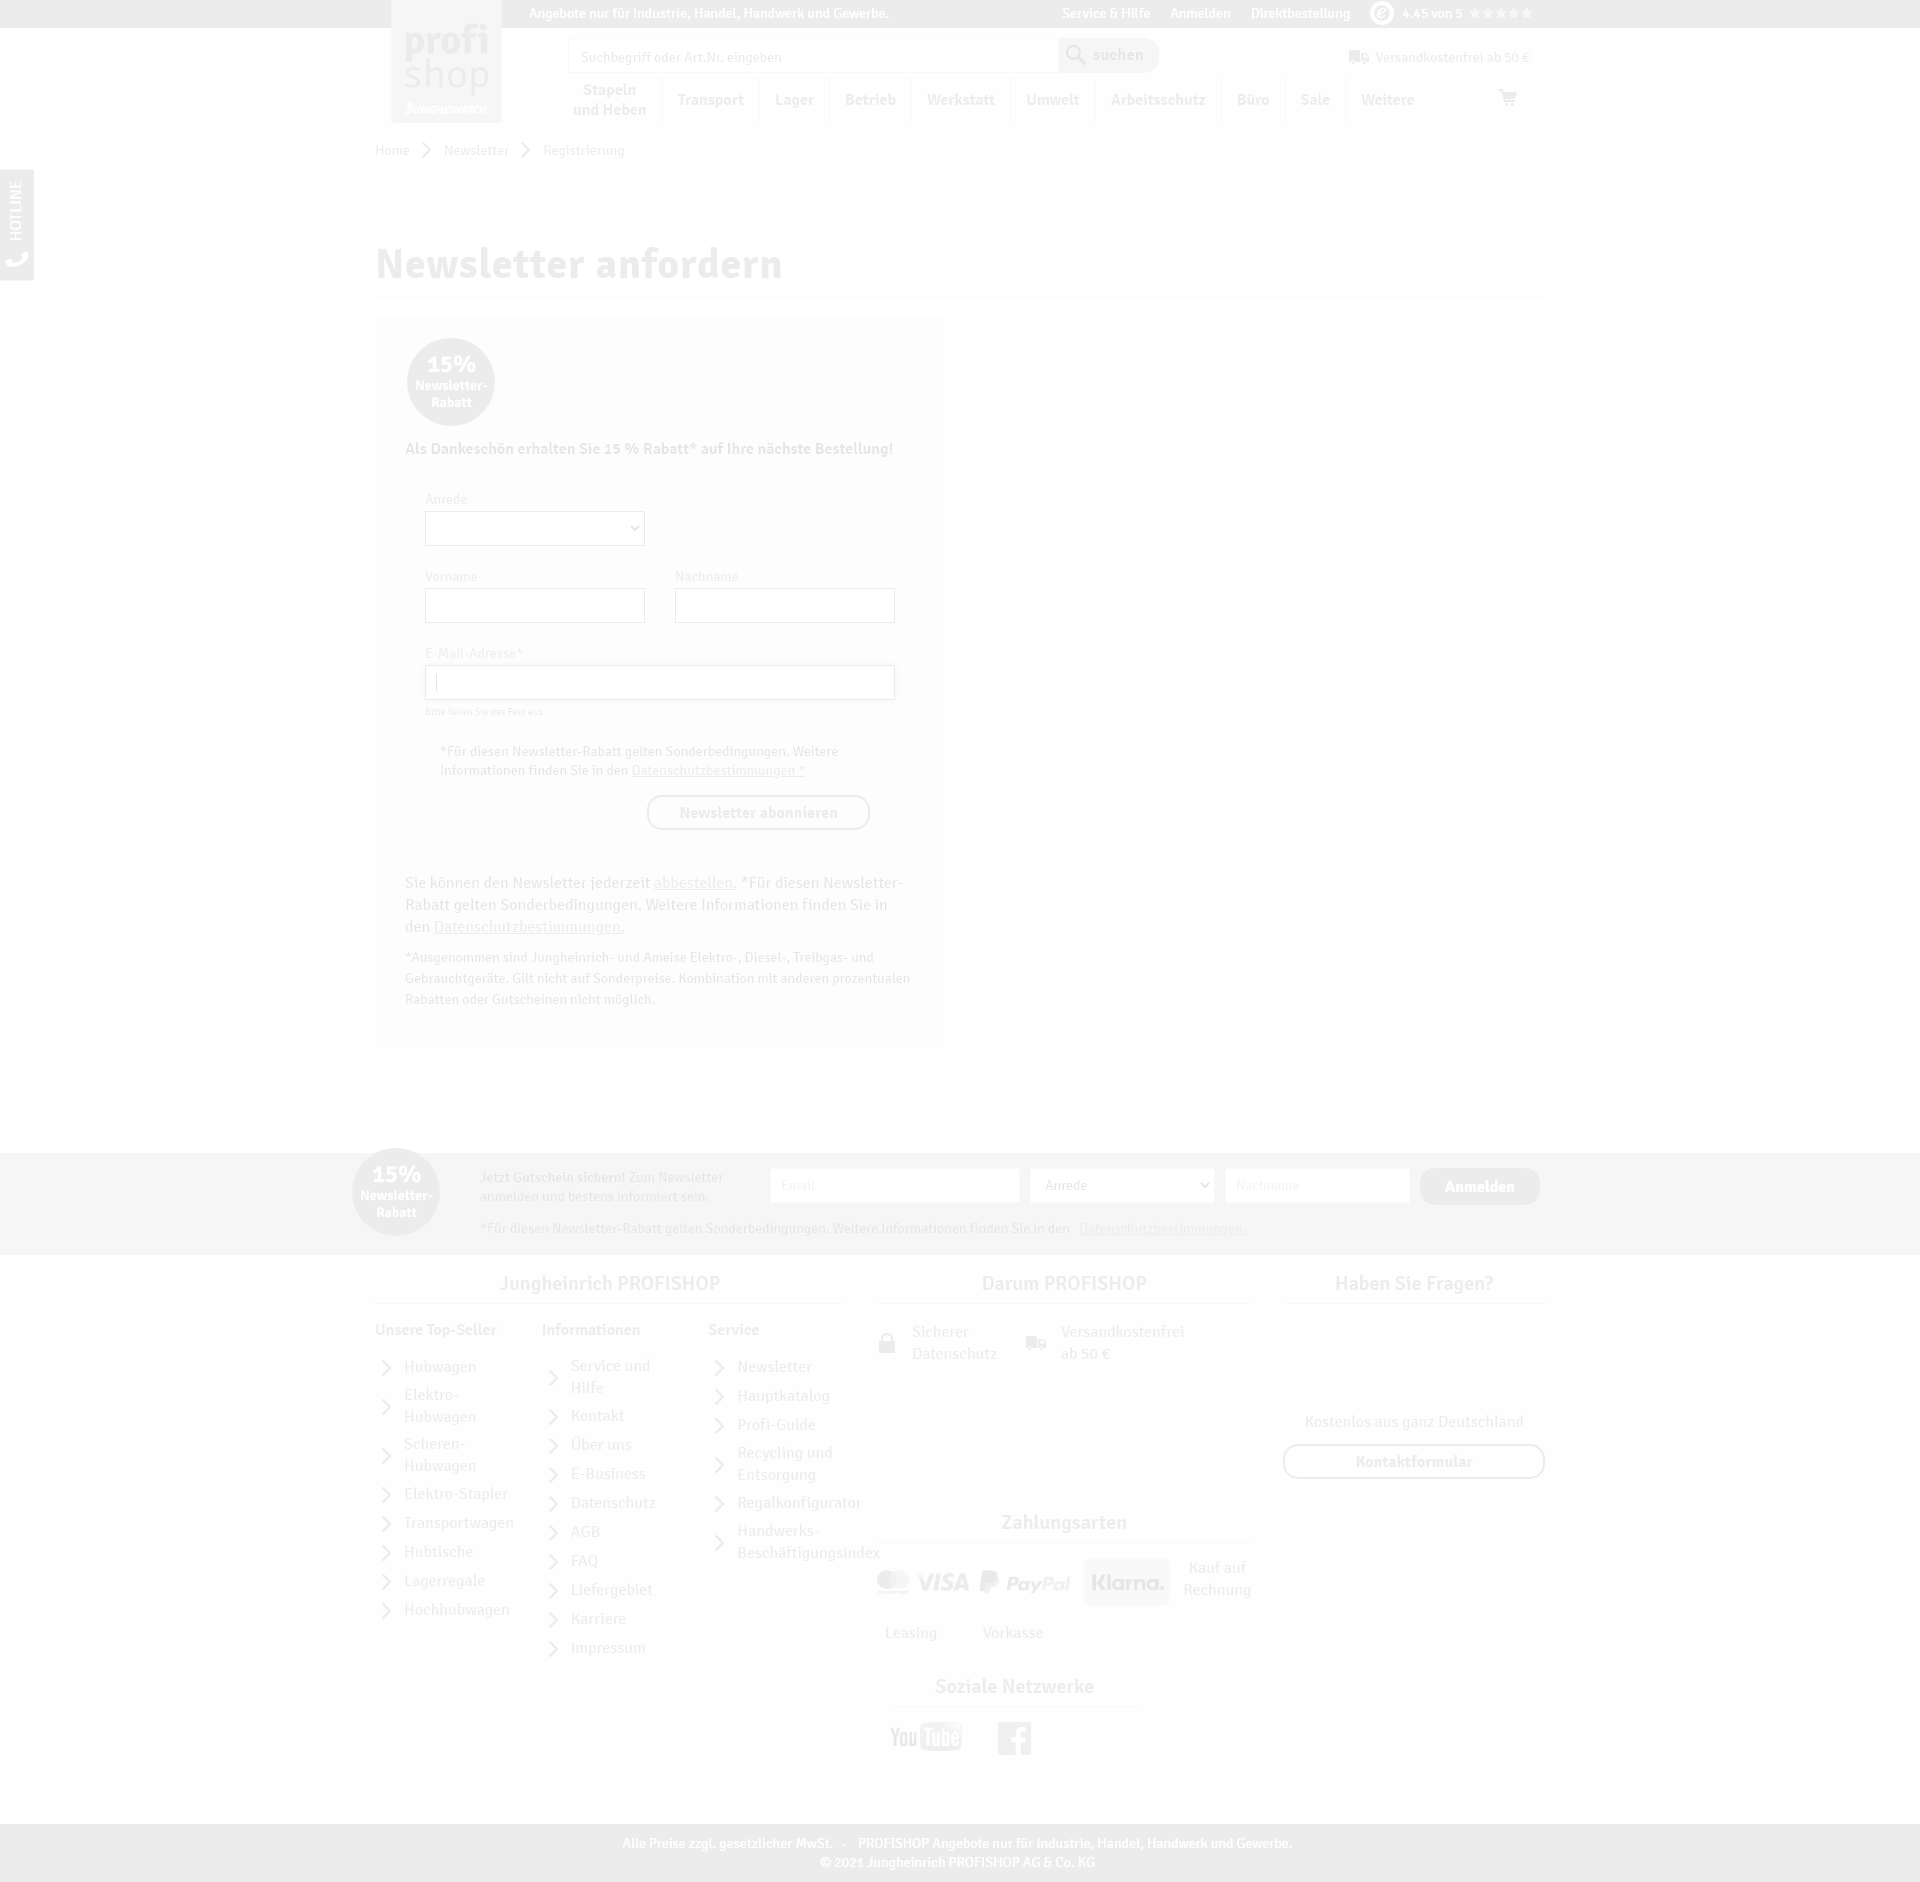 Angebote nur für Industrie, Handel, Handwerk und Gewerbe.
Service & Hilfe
Anmelden
Direktbestellung
4.45 von 5
profi
shop
JUNGHEINRICH
Suchbegriff oder Art.Nr. eingeben
suchen
Versandkostenfrei ab 50 €
Stapeln
und Heben
Transport
Lager
Betrieb
Werkstatt
Umwelt
Arbeitsschutz
Büro
Sale
Weitere
Home
Newsletter
Registrierung
HOTLINE
Newsletter anfordern
15%
Newsletter-
Rabatt
Als Dankeschön erhalten Sie 15 % Rabatt* auf Ihre nächste Bestellung!
Anrede
Vorname
Nachname
E-Mail-Adresse*
Bitte füllen Sie das Feld aus.
*Für diesen Newsletter-Rabatt gelten Sonderbedingungen. Weitere
Informationen finden Sie in den Datenschutzbestimmungen *
Newsletter abonnieren
Sie können den Newsletter jederzeit abbestellen. *Für diesen Newsletter-
Rabatt gelten Sonderbedingungen. Weitere Informationen finden Sie in
den Datenschutzbestimmungen.
*Ausgenommen sind Jungheinrich- und Ameise Elektro-, Diesel-, Treibgas- und
Gebrauchtgeräte. Gilt nicht auf Sonderpreise. Kombination mit anderen prozentualen
Rabatten oder Gutscheinen nicht möglich.
15%
Newsletter-
Rabatt
Jetzt Gutschein sichern! Zum Newsletter
anmelden und bestens informiert sein.
Email
Anrede
Nachname
Anmelden
*Für diesen Newsletter-Rabatt gelten Sonderbedingungen. Weitere Informationen finden Sie in den Datenschutzbestimmungen.
Jungheinrich PROFISHOP
Unsere Top-Seller
Hubwagen
Elektro-
Hubwagen
Scheren-
Hubwagen
Elektro-Stapler
Transportwagen
Hubtische
Lagerregale
Hochhubwagen
Informationen
Service und
Hilfe
Kontakt
Über uns
E-Business
Datenschutz
AGB
FAQ
Liefergebiet
Karriere
Impressum
Service
Newsletter
Hauptkatalog
Profi-Guide
Recycling und
Entsorgung
Regalkonfigurator
Handwerks-
Beschäftigungsindex
Darum PROFISHOP
Sicherer
Datenschutz
Versandkostenfrei
ab 50 €
Zahlungsarten
VISA
PayPal
Klarna.
Kauf auf
Rechnung
Leasing
Vorkasse
Soziale Netzwerke
YouTube
Haben Sie Fragen?
Kostenlos aus ganz Deutschland
Kontaktformular
Alle Preise zzgl. gesetzlicher MwSt. · PROFISHOP Angebote nur für Industrie, Handel, Handwerk und Gewerbe.
© 2021 Jungheinrich PROFISHOP AG & Co. KG